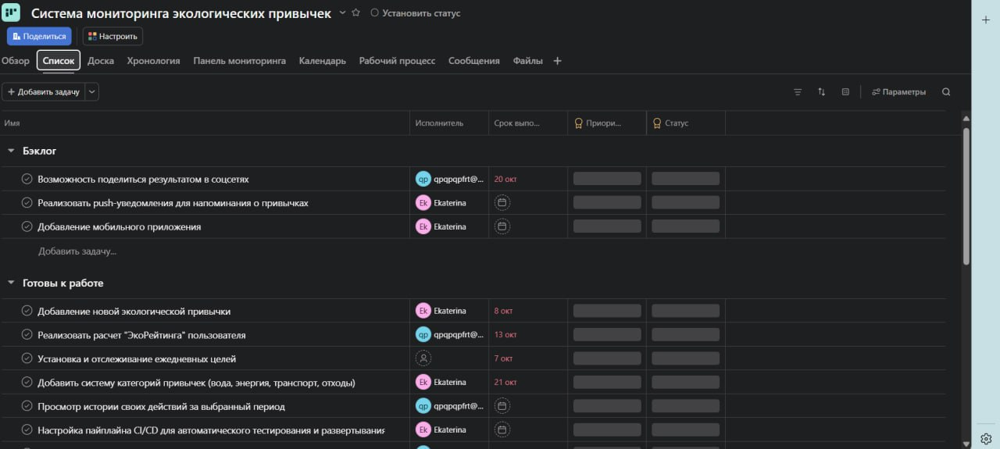 Система мониторинга экологических привычек
Установить статус
Поделиться
Настроить
Обзор
Список
Доска
Хронология
Панель мониторинга
Календарь
Рабочий процесс
Сообщения
Файлы
Добавить задачу
Параметры
Имя Исполнитель Срок выпо... Приори... Статус
Бэклог
Возможность поделиться результатом в соцсетях qp qpqpqpfrt@... 20 окт
Реализовать push-уведомления для напоминания о привычках Ek Ekaterina
Добавление мобильного приложения Ek Ekaterina
Добавить задачу...
Готовы к работе
Добавление новой экологической привычки Ek Ekaterina 8 окт
Реализовать расчет "ЭкоРейтинга" пользователя qp qpqpqpfrt@... 13 окт
Установка и отслеживание ежедневных целей 7 окт
Добавить систему категорий привычек (вода, энергия, транспорт, отходы) Ek Ekaterina 21 окт
Просмотр истории своих действий за выбранный период qp qpqpqpfrt@...
Настройка пайплайна CI/CD для автоматического тестирования и развертывания Ek Ekaterina